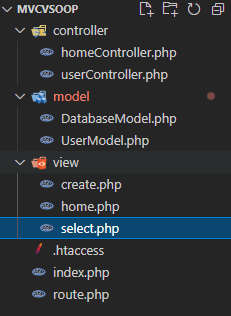 MVCVSOOP
controller
homeController.php
userController.php
model
DatabaseModel.php
UserModel.php
view
create.php
home.php
select.php
.htaccess
index.php
route.php